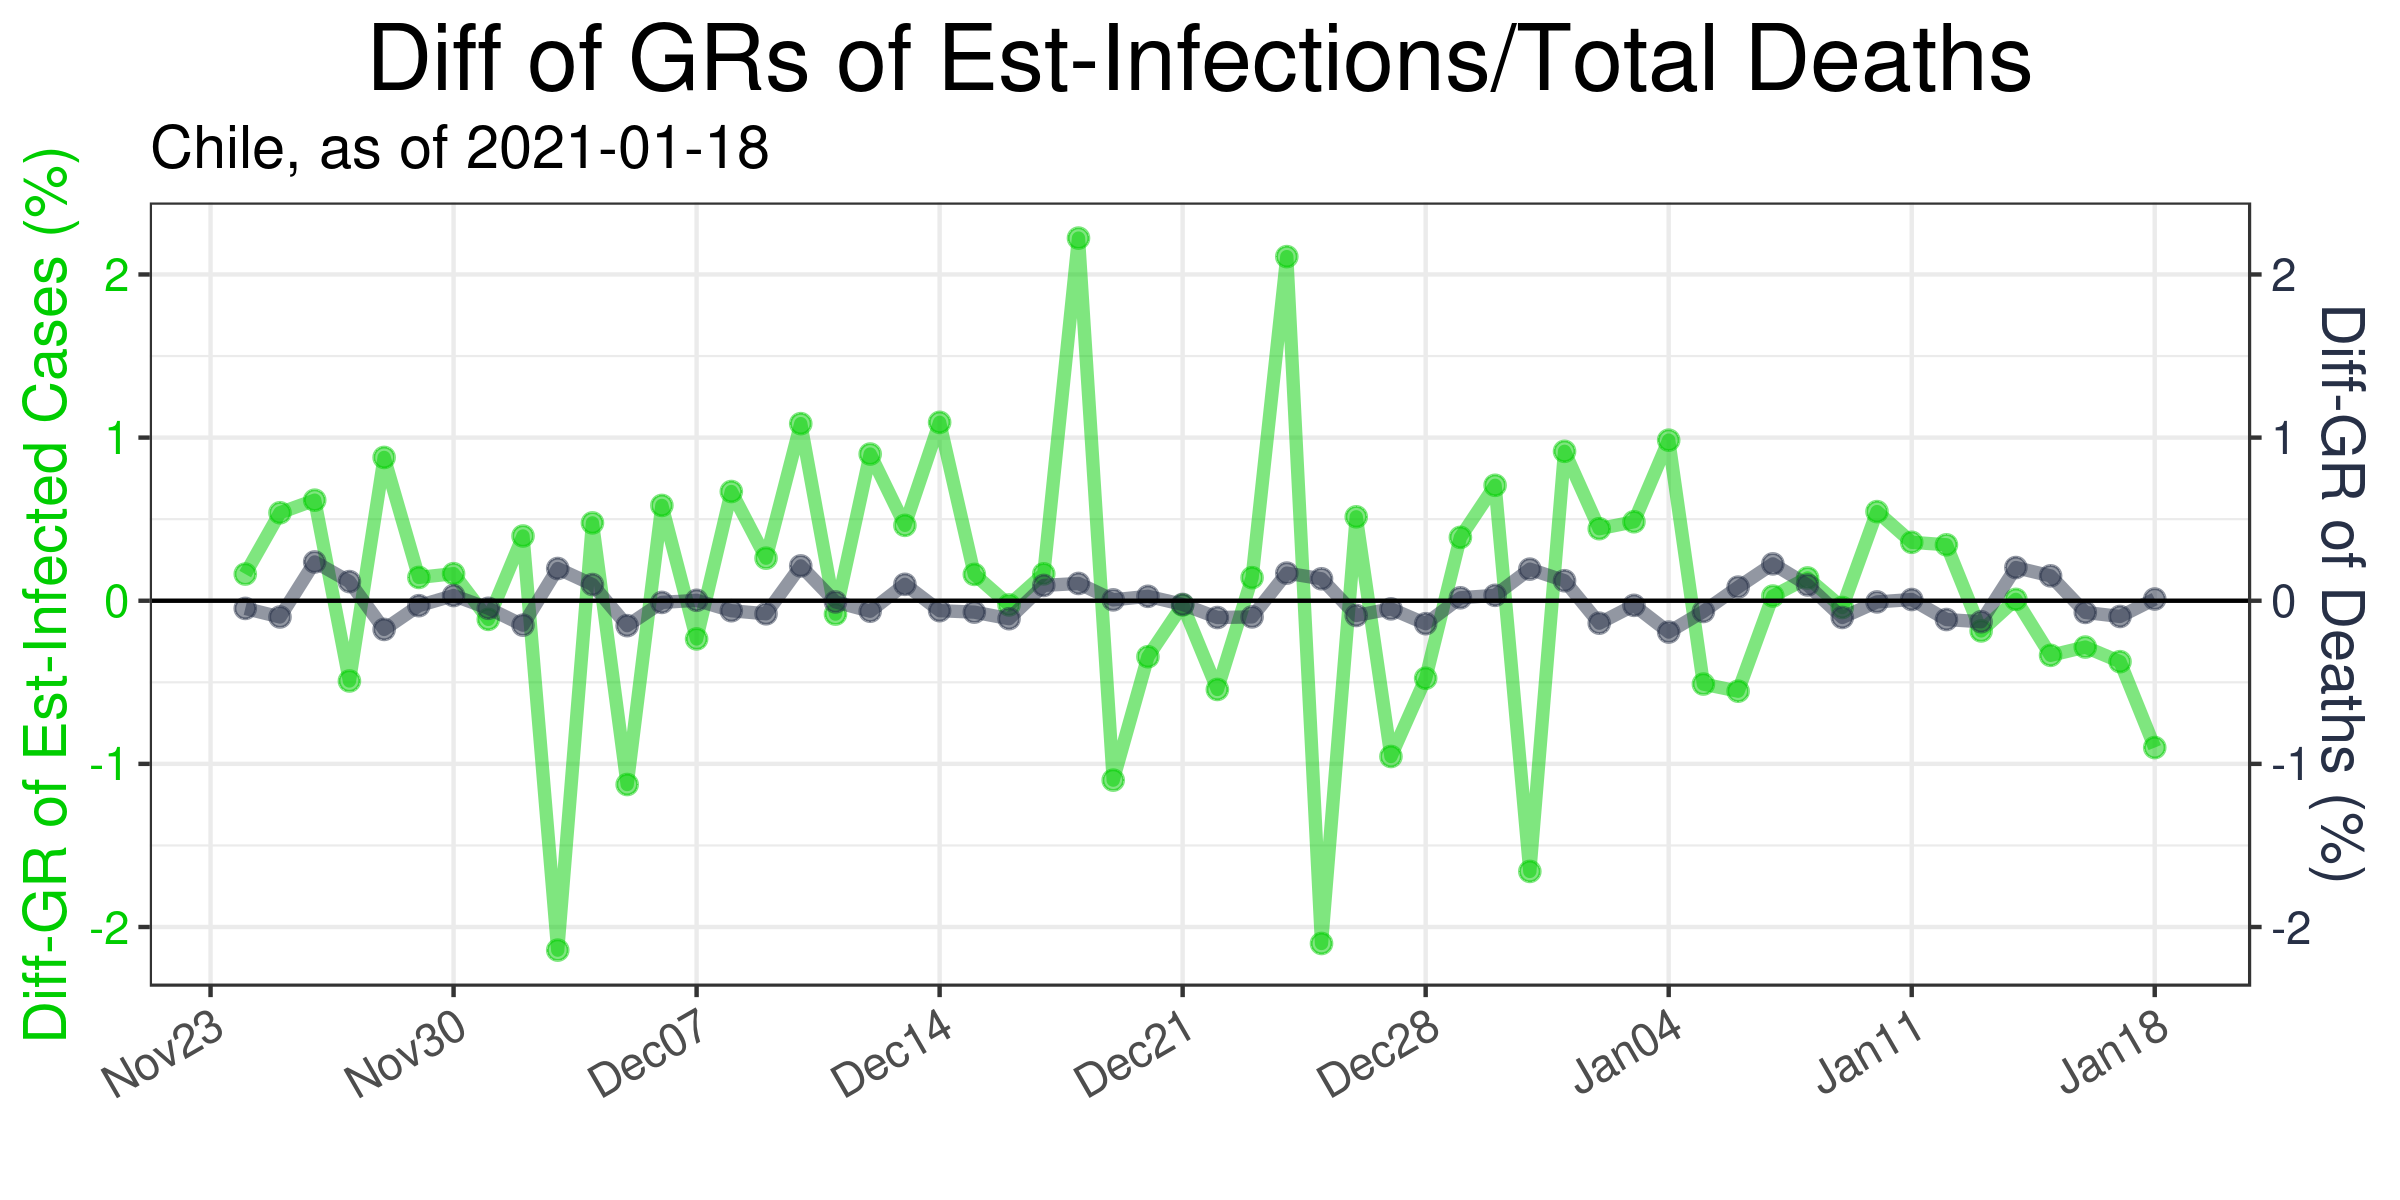 Diff of GRs of Est-Infections/Total Deaths
Chile, as of 2021-01-18
Diff-GR of Est-Infected Cases (%)
2
1
0
-1
-2
2
1
0
-1
-2
Diff-GR of Deaths (%)
Nov23
Nov30
Dec07
Dec14
Dec21
Dec28
Jan04
Jan11
Jan18